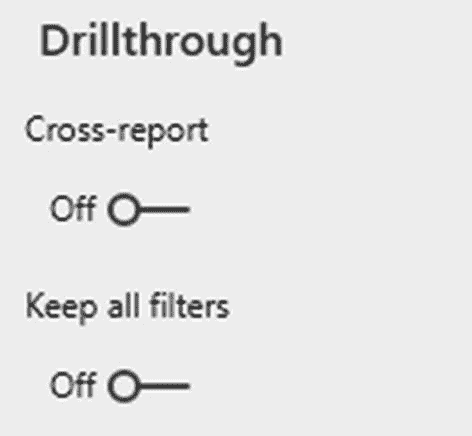 Drillthrough
Cross-report
Off
Keep all filters
Off